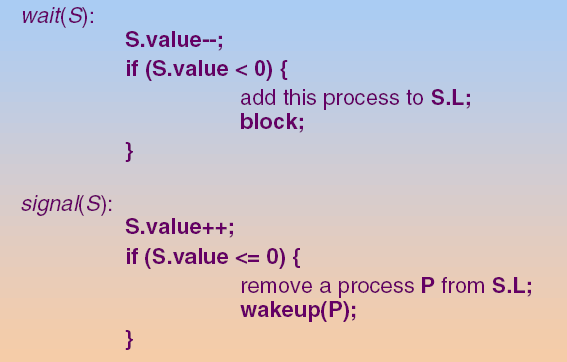 wait(S):
S.value--;
if (S.value < 0) {
add this process to S.L;
block;
}
signal(S):
S.value++;
if (S.value <= 0) {
remove a process P from S.L;
wakeup(P);
}